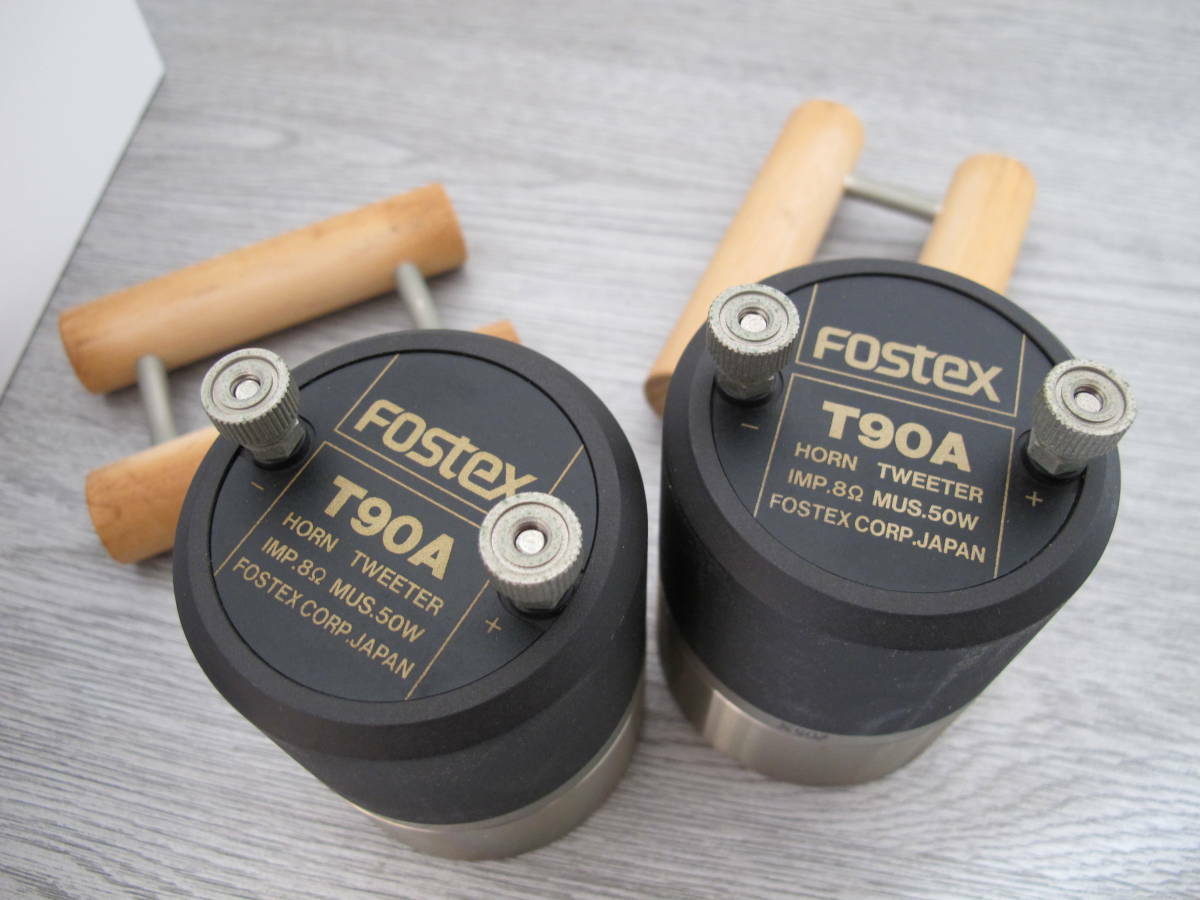 FOSTEX
T90A
HORN TWEETER
IMP.8Ω MUS.50W
FOSTEX CORP.JAPAN
−
+
FOSTEX
T90A
HORN TWEETER
IMP.8Ω MUS.50W
FOSTEX CORP.JAPAN
−
+